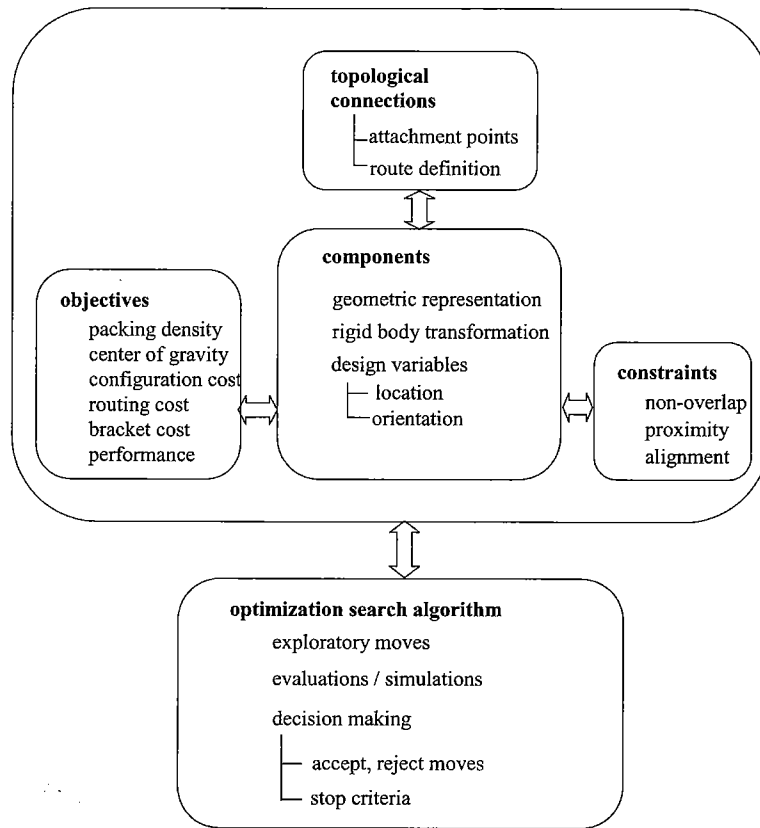 topological
connections
attachment points
route definition
components
geometric representation
rigid body transformation
design variables
location
orientation
objectives
packing density
center of gravity
configuration cost
routing cost
bracket cost
performance
constraints
non-overlap
proximity
alignment
optimization search algorithm
exploratory moves
evaluations / simulations
decision making
accept, reject moves
stop criteria